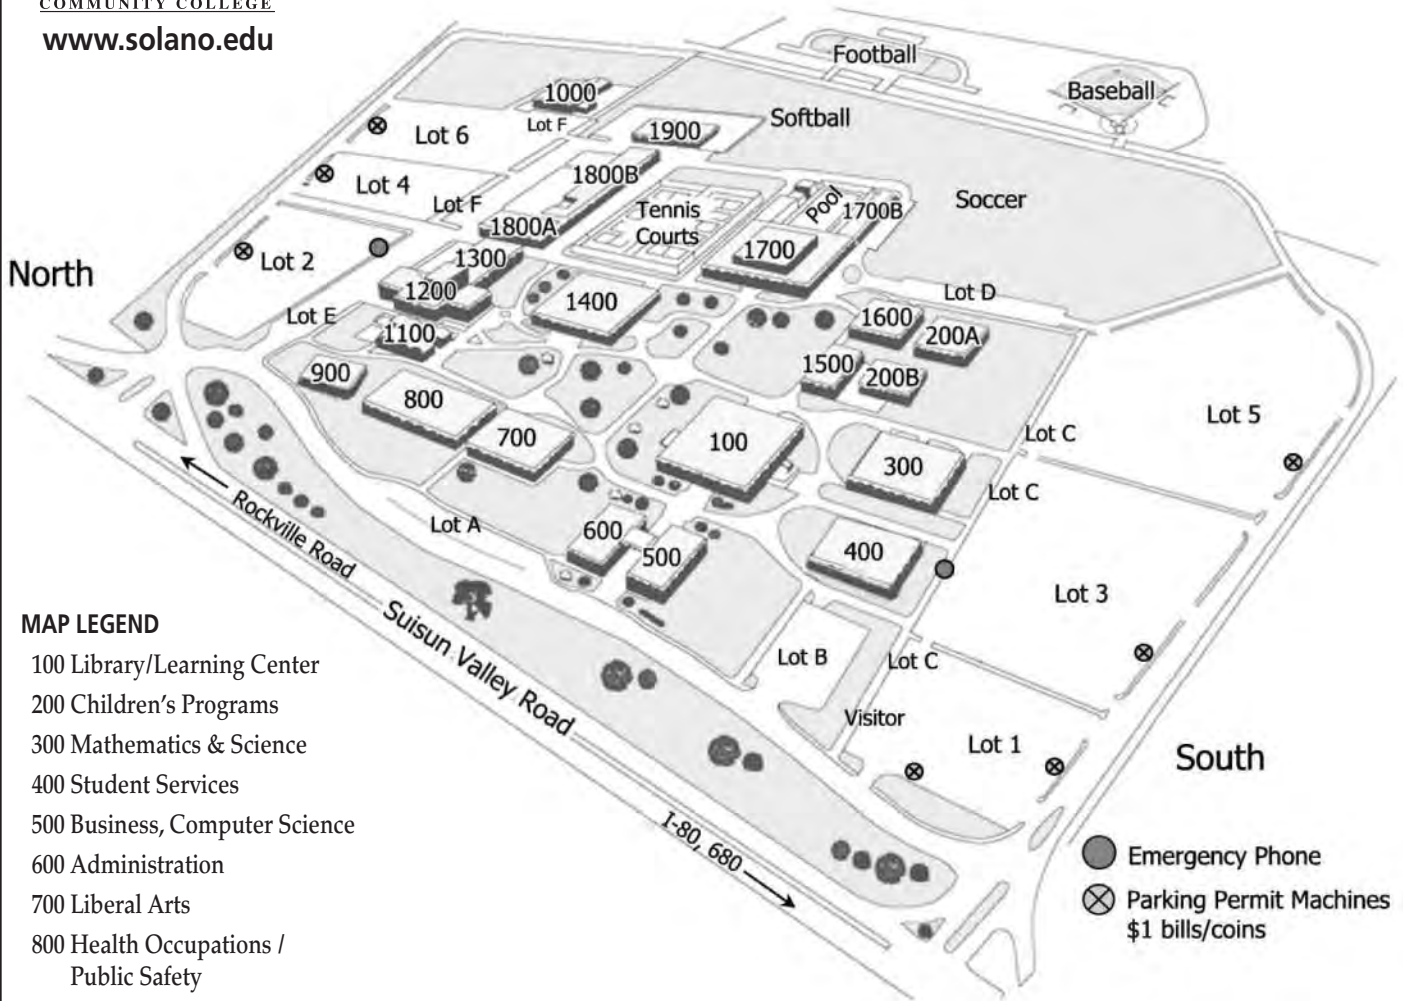 COMMUNITY COLLEGE
www.solano.edu
Football
Baseball
1000
Lot F
Softball
1900
Lot 6
1800B
Lot 4
Lot F
Tennis
Courts
Pool
1700B
Soccer
1800A
1700
North
Lot 2
1300
1200
1400
Lot D
Lot E
1100
1600
200A
1500
200B
900
800
700
100
Lot C
Lot 5
300
Lot C
Rockville Road
Lot A
600
500
400
Lot 3
Suisun Valley Road
Lot B
Lot C
Visitor
Lot 1
South
I-80, 680
MAP LEGEND
100 Library/Learning Center
200 Children's Programs
300 Mathematics & Science
400 Student Services
500 Business, Computer Science
600 Administration
700 Liberal Arts
800 Health Occupations /
Public Safety
Emergency Phone
Parking Permit Machines
$1 bills/coins